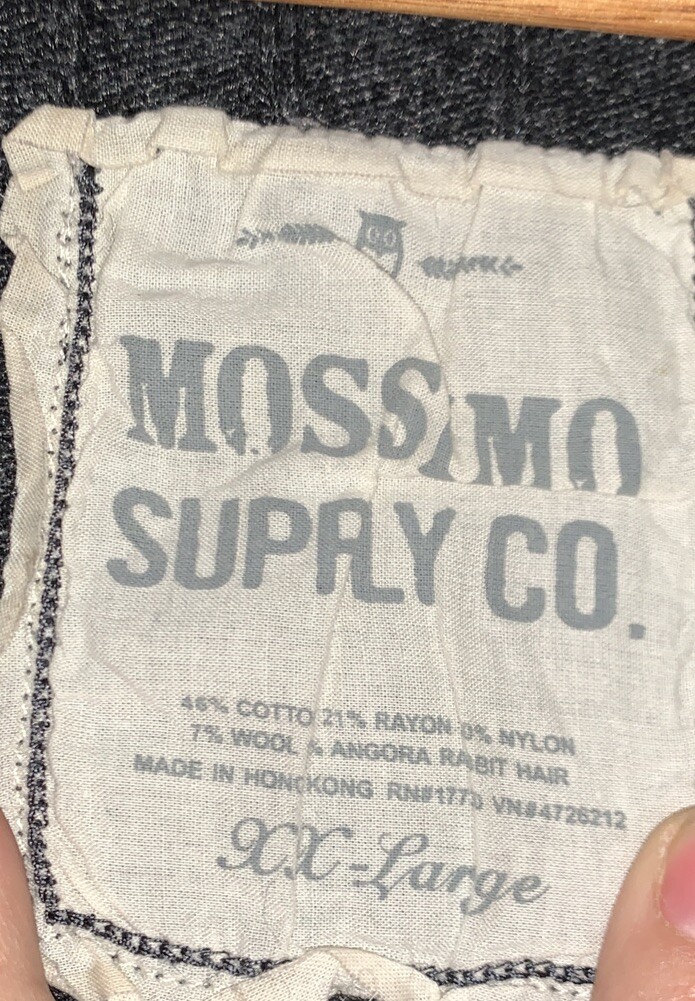 MOSSIMO
SUPPLY CO.
46% COTTO 21% RAYON % NYLON
7% WOOL % ANGORA RABIT HAIR
MADE IN HONGKONG RN#1770 VN#4726212
XX-Large